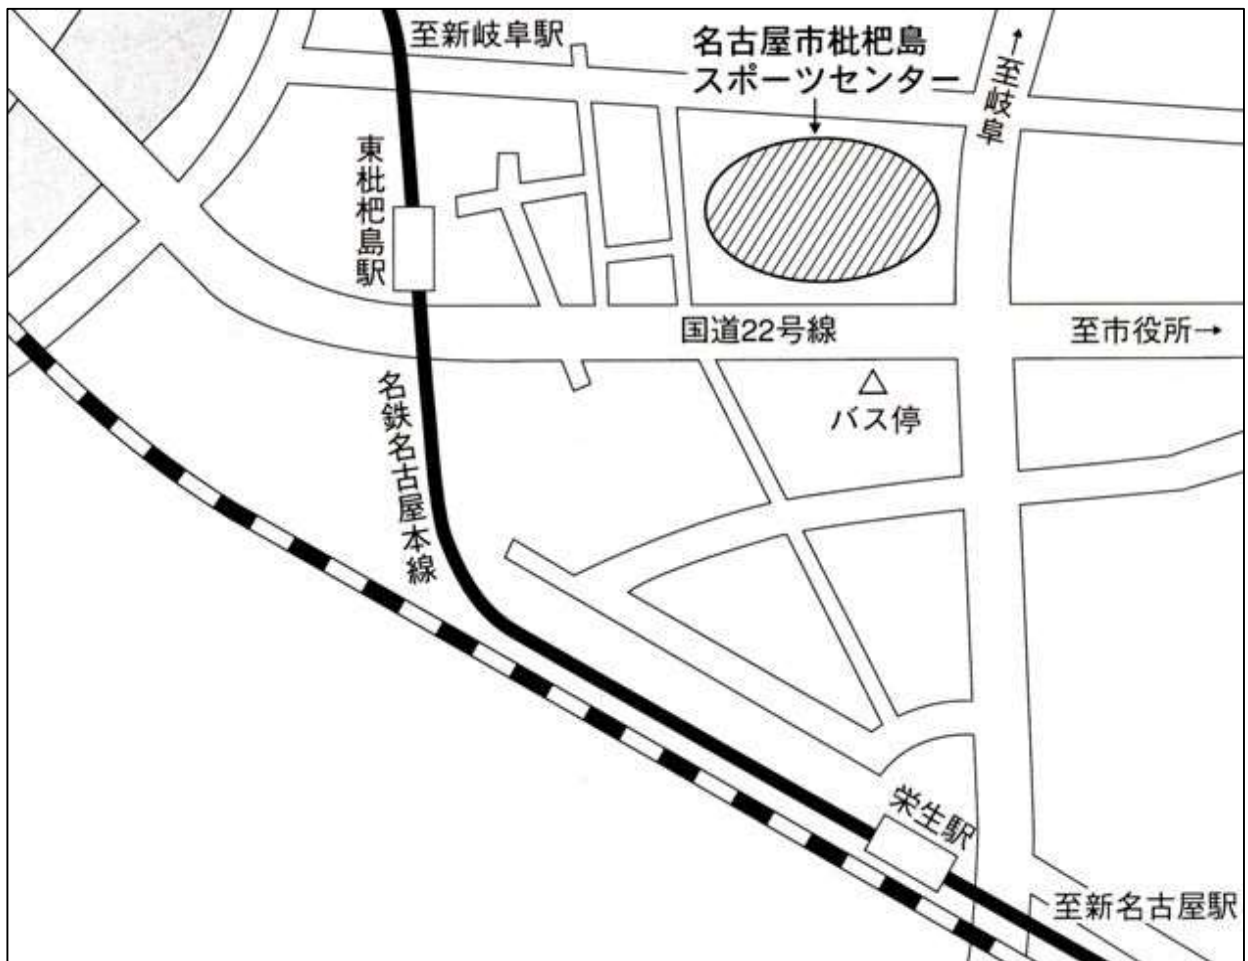 至新岐阜駅
名古屋市枇杷島
スポーツセンター
↑至岐阜
東枇杷島駅
国道22号線
至市役所→
バス停
名鉄名古屋本線
栄生駅
至新名古屋駅